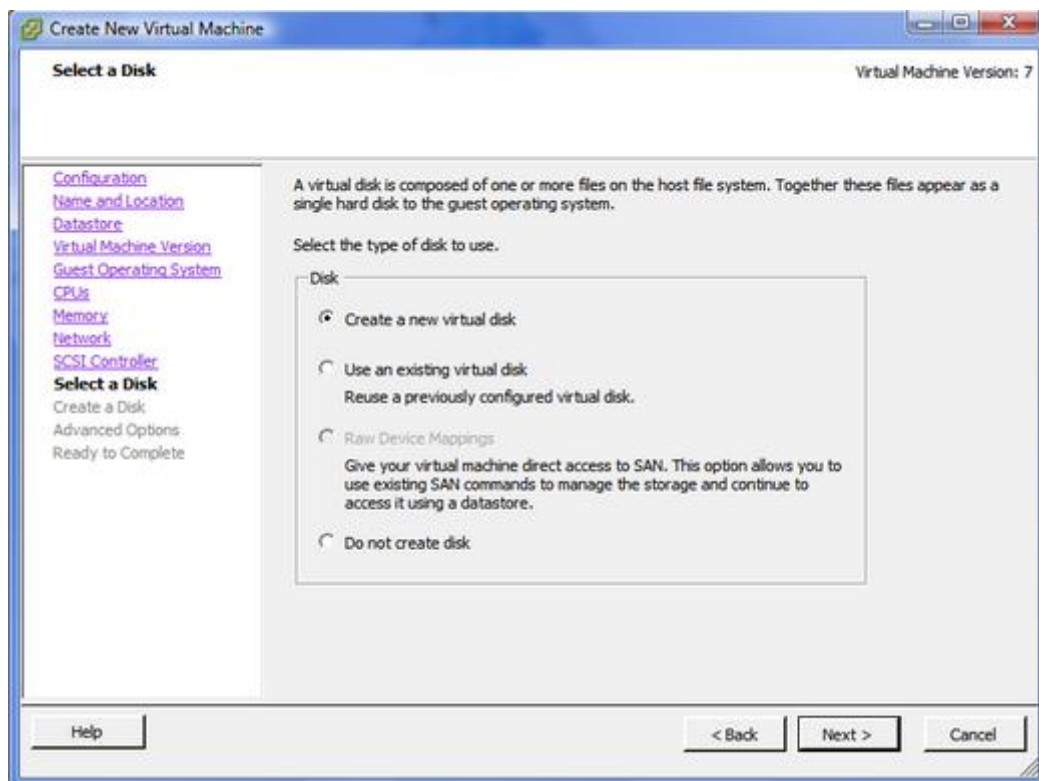 Create New Virtual Machine
Select a Disk
Virtual Machine Version: 7
Configuration
Name and Location
Datastore
Virtual Machine Version
Guest Operating System
CPUs
Memory
Network
SCSI Controller
Select a Disk
Create a Disk
Advanced Options
Ready to Complete
A virtual disk is composed of one or more files on the host file system. Together these files appear as a
single hard disk to the guest operating system.
Select the type of disk to use.
Disk
Create a new virtual disk
Use an existing virtual disk
Reuse a previously configured virtual disk.
Raw Device Mappings
Give your virtual machine direct access to SAN. This option allows you to
use existing SAN commands to manage the storage and continue to
access it using a datastore.
Do not create disk
Help
< Back
Next >
Cancel